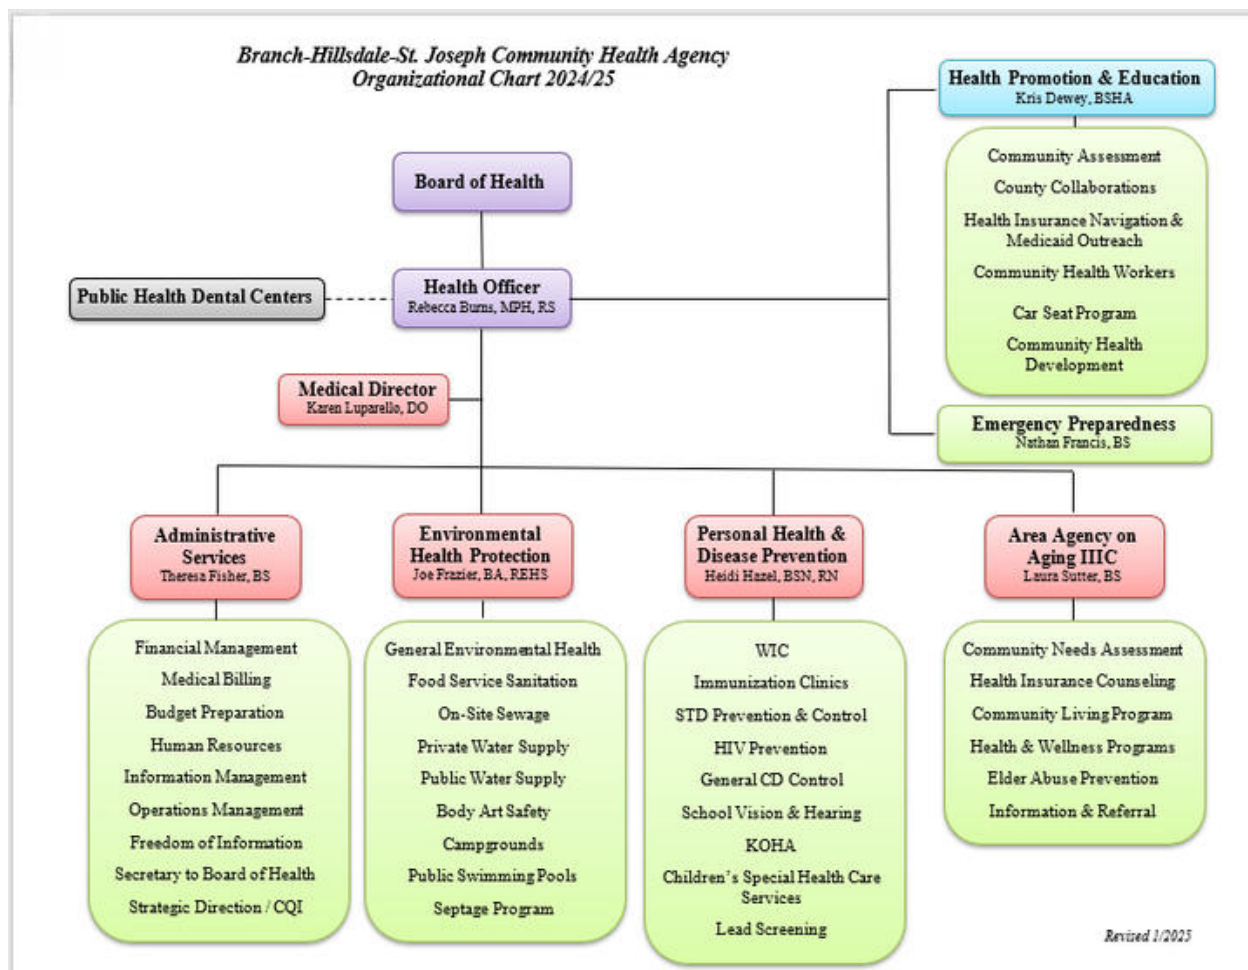 Branch-Hillsdale-St. Joseph Community Health Agency
Organizational Chart 2024/25
Board of Health
Health Officer
Rebecca Burns, MPH, RS
Public Health Dental Centers
Medical Director
Karen Luparello, DO
Health Promotion & Education
Kris Dewey, BSHA
Community Assessment
County Collaborations
Health Insurance Navigation &
Medicaid Outreach
Community Health Workers
Car Seat Program
Community Health
Development
Emergency Preparedness
Nathan Francis, BS
Administrative
Services
Theresa Fisher, BS
Financial Management
Medical Billing
Budget Preparation
Human Resources
Information Management
Operations Management
Freedom of Information
Secretary to Board of Health
Strategic Direction / CQI
Environmental
Health Protection
Joe Frazier, BA, REHS
General Environmental Health
Food Service Sanitation
On-Site Sewage
Private Water Supply
Public Water Supply
Body Art Safety
Campgrounds
Public Swimming Pools
Septage Program
Personal Health &
Disease Prevention
Heidi Hazel, BSN, RN
WIC
Immunization Clinics
STD Prevention & Control
HIV Prevention
General CD Control
School Vision & Hearing
KOHA
Children's Special Health Care
Services
Lead Screening
Area Agency on
Aging IIIC
Laura Sutter, BS
Community Needs Assessment
Health Insurance Counseling
Community Living Program
Health & Wellness Programs
Elder Abuse Prevention
Information & Referral
Revised 1/2025